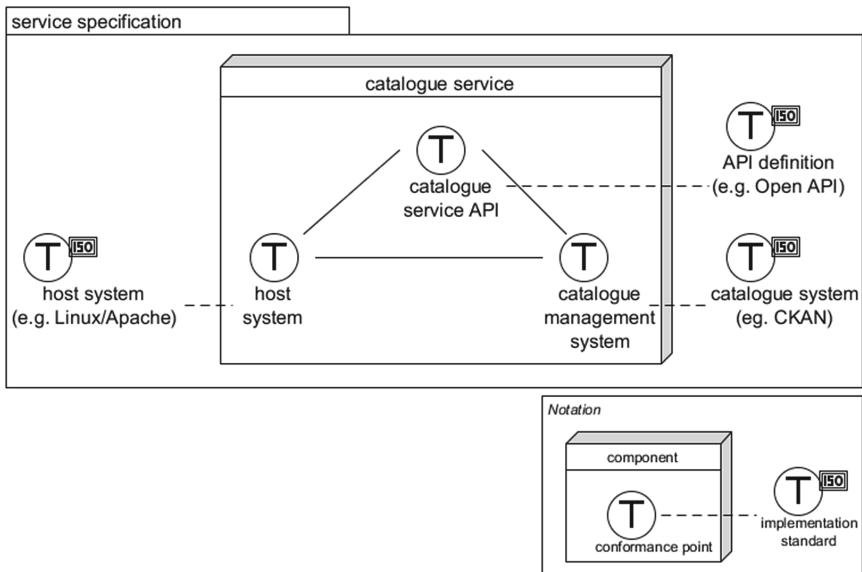 service specification
catalogue service
T
catalogue
service API
T ISO
API definition
(e.g. Open API)
T ISO
host system
(e.g. Linux/Apache)
T
host
system
T
catalogue
management
system
T ISO
catalogue system
(eg. CKAN)
Notation
component
T
conformance point
T ISO
implementation
standard